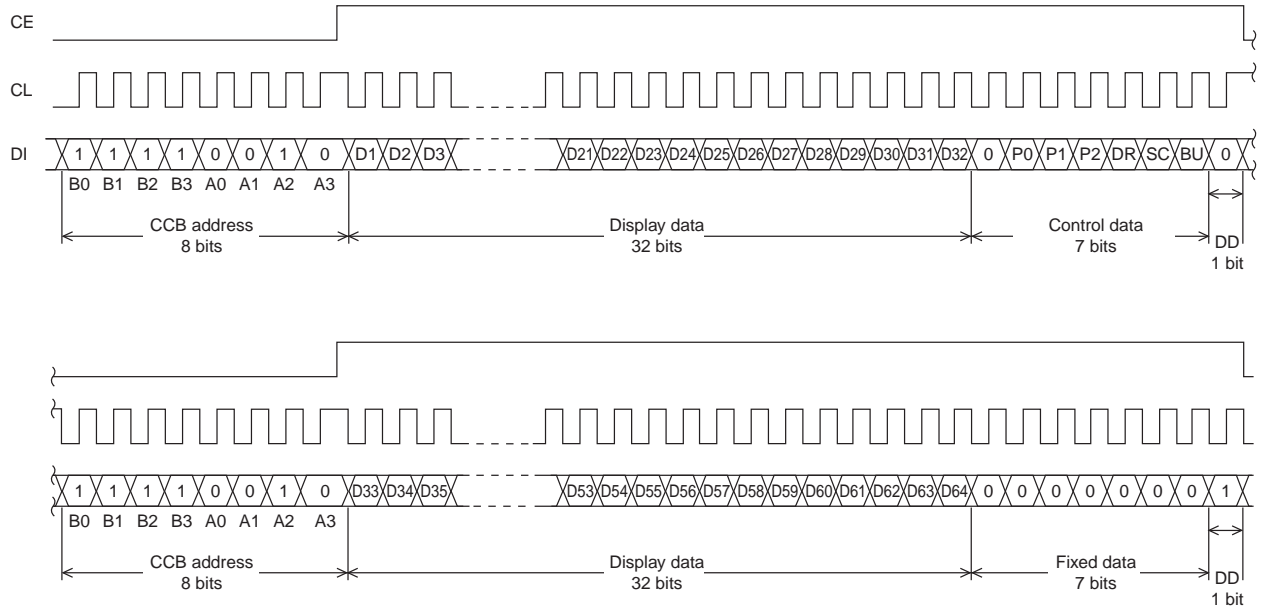 CE
CL
DI 1 1 1 1 0 0 1 0 D1 D2 D3 D21 D22 D23 D24 D25 D26 D27 D28 D29 D30 D31 D32 0 P0 P1 P2 DR SC BU 0
B0 B1 B2 B3 A0 A1 A2 A3
CCB address Display data Control data DD
8 bits 32 bits 7 bits 1 bit
1 1 1 1 0 0 1 0 D33 D34 D35 D53 D54 D55 D56 D57 D58 D59 D60 D61 D62 D63 D64 0 0 0 0 0 0 0 1
B0 B1 B2 B3 A0 A1 A2 A3
CCB address Display data Fixed data DD
8 bits 32 bits 7 bits 1 bit